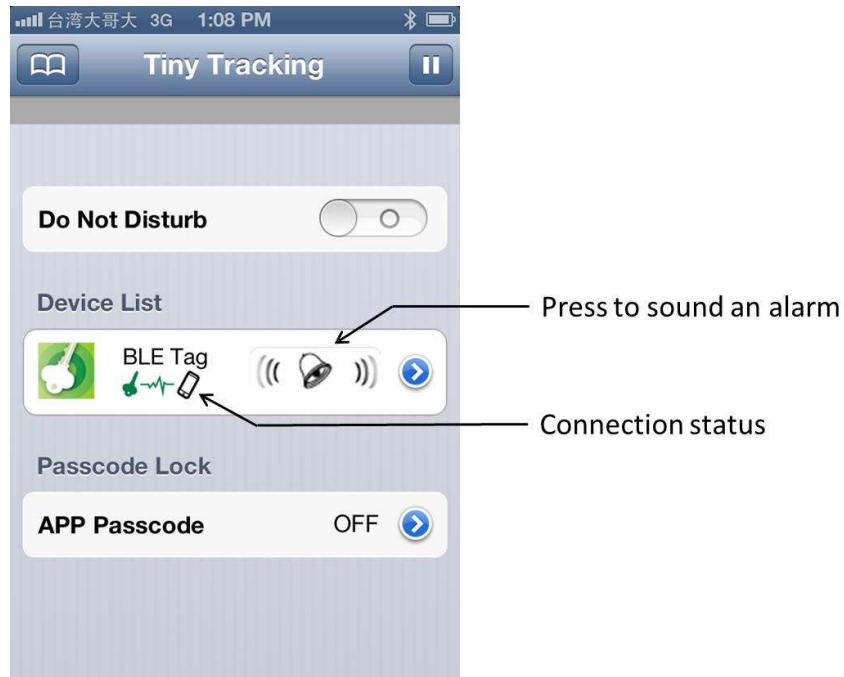 台湾大哥大 3G 1:08 PM
Tiny Tracking
Do Not Disturb
Device List
Press to sound an alarm
BLE Tag
Connection status
Passcode Lock
APP Passcode OFF